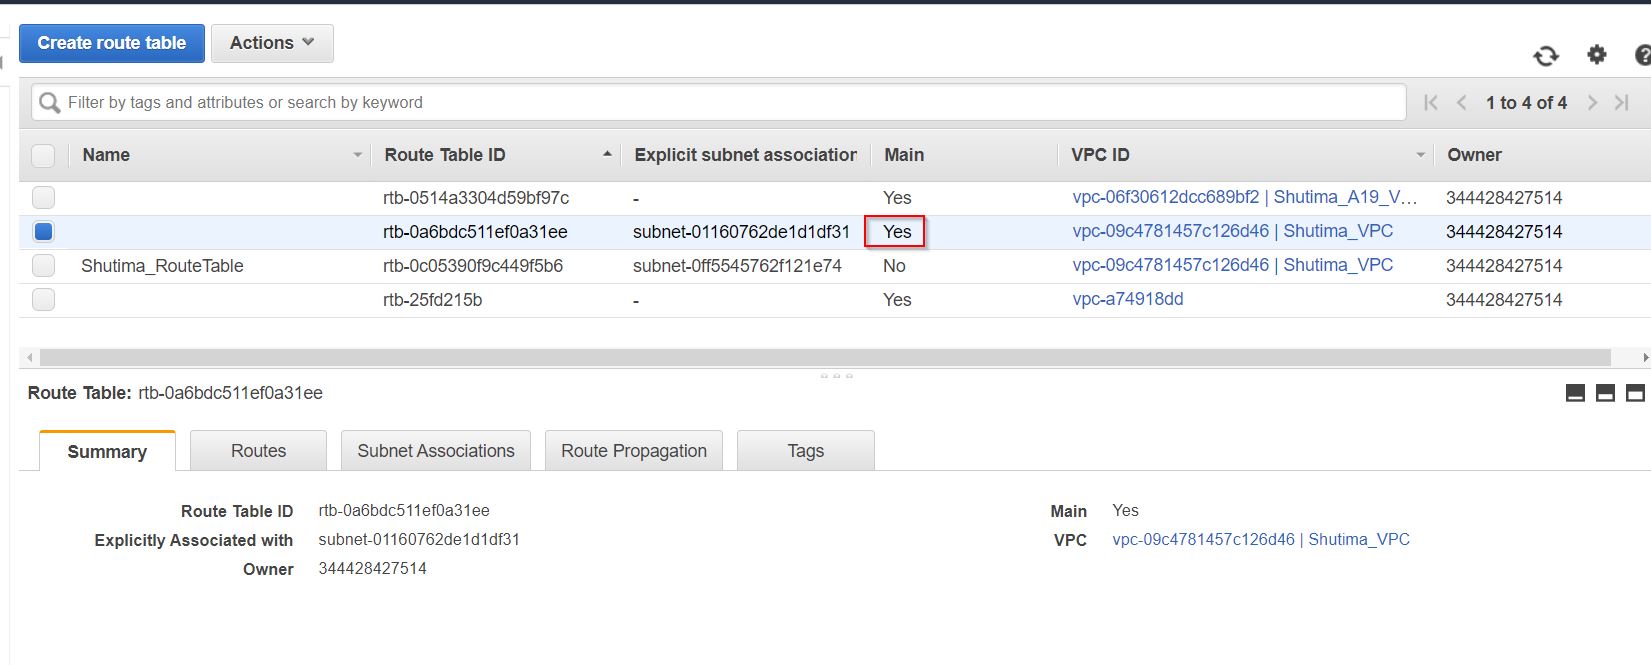 Create route table Actions
Filter by tags and attributes or search by keyword 1 to 4 of 4
Name Route Table ID Explicit subnet association Main VPC ID Owner
rtb-0514a3304d59bf97c - Yes vpc-06f30612dcc689bf2 | Shutima_A19_V... 344428427514
rtb-0a6bdc511ef0a31ee subnet-01160762de1d1df31 Yes vpc-09c4781457c126d46 | Shutima_VPC 344428427514
Shutima_RouteTable rtb-0c05390f9c449f5b6 subnet-0ff5545762f121e74 No vpc-09c4781457c126d46 | Shutima_VPC 344428427514
rtb-25fd215b - Yes vpc-a74918dd 344428427514
Route Table: rtb-0a6bdc511ef0a31ee
Summary Routes Subnet Associations Route Propagation Tags
Route Table ID rtb-0a6bdc511ef0a31ee Main Yes
Explicitly Associated with subnet-01160762de1d1df31 VPC vpc-09c4781457c126d46 | Shutima_VPC
Owner 344428427514